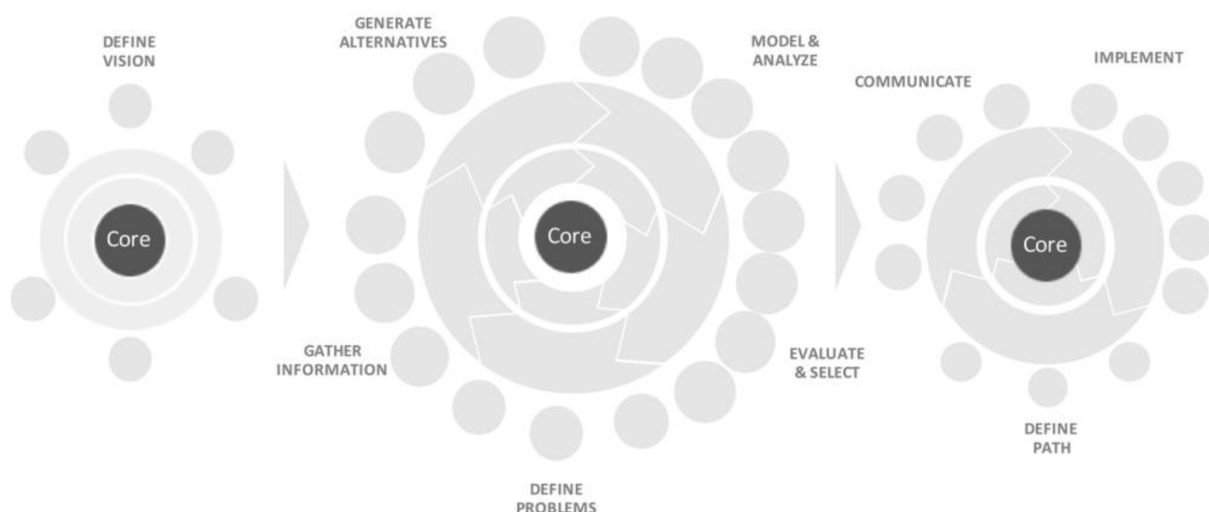 DEFINE
VISION
Core
GENERATE
ALTERNATIVES
MODEL &
ANALYZE
Core
GATHER
INFORMATION
EVALUATE
& SELECT
DEFINE
PROBLEMS
COMMUNICATE
IMPLEMENT
Core
DEFINE
PATH